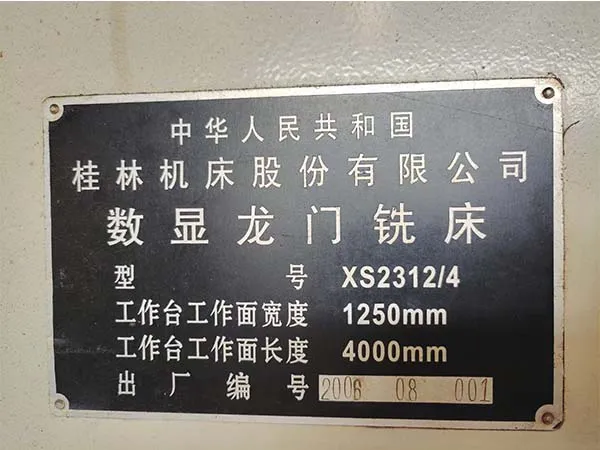 中华人民共和国
桂林机床股份有限公司
数显龙门铣床
型 号 XS2312/4
工作台工作面宽度 1250mm
工作台工作面长度 4000mm
出厂编号 2006 08 001